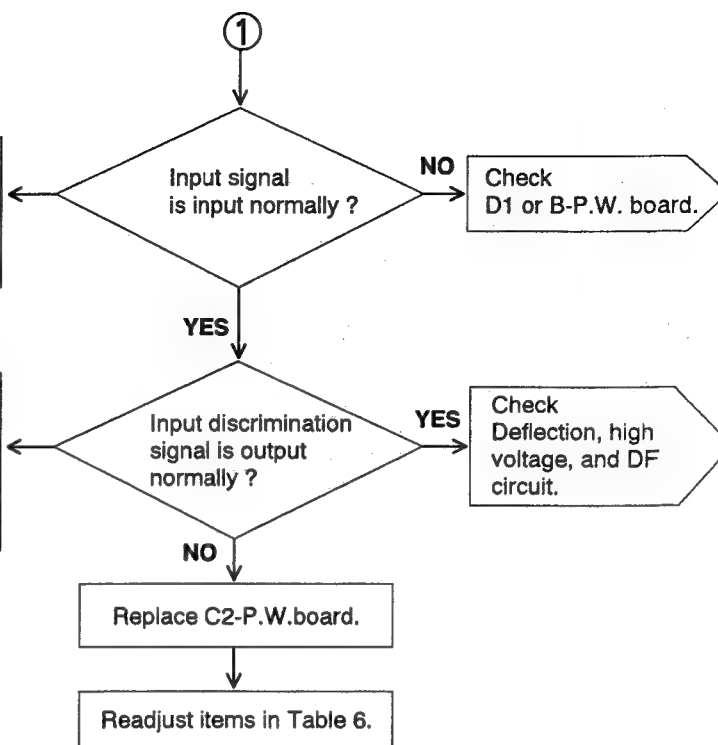 1
Input signal
is input normally ?
NO
Check
D1 or B-P.W. board.
YES
Input discrimination
signal is output
normally ?
YES
Check
Deflection, high
voltage, and DF
circuit.
NO
Replace C2-P.W.board.
Readjust items in Table 6.